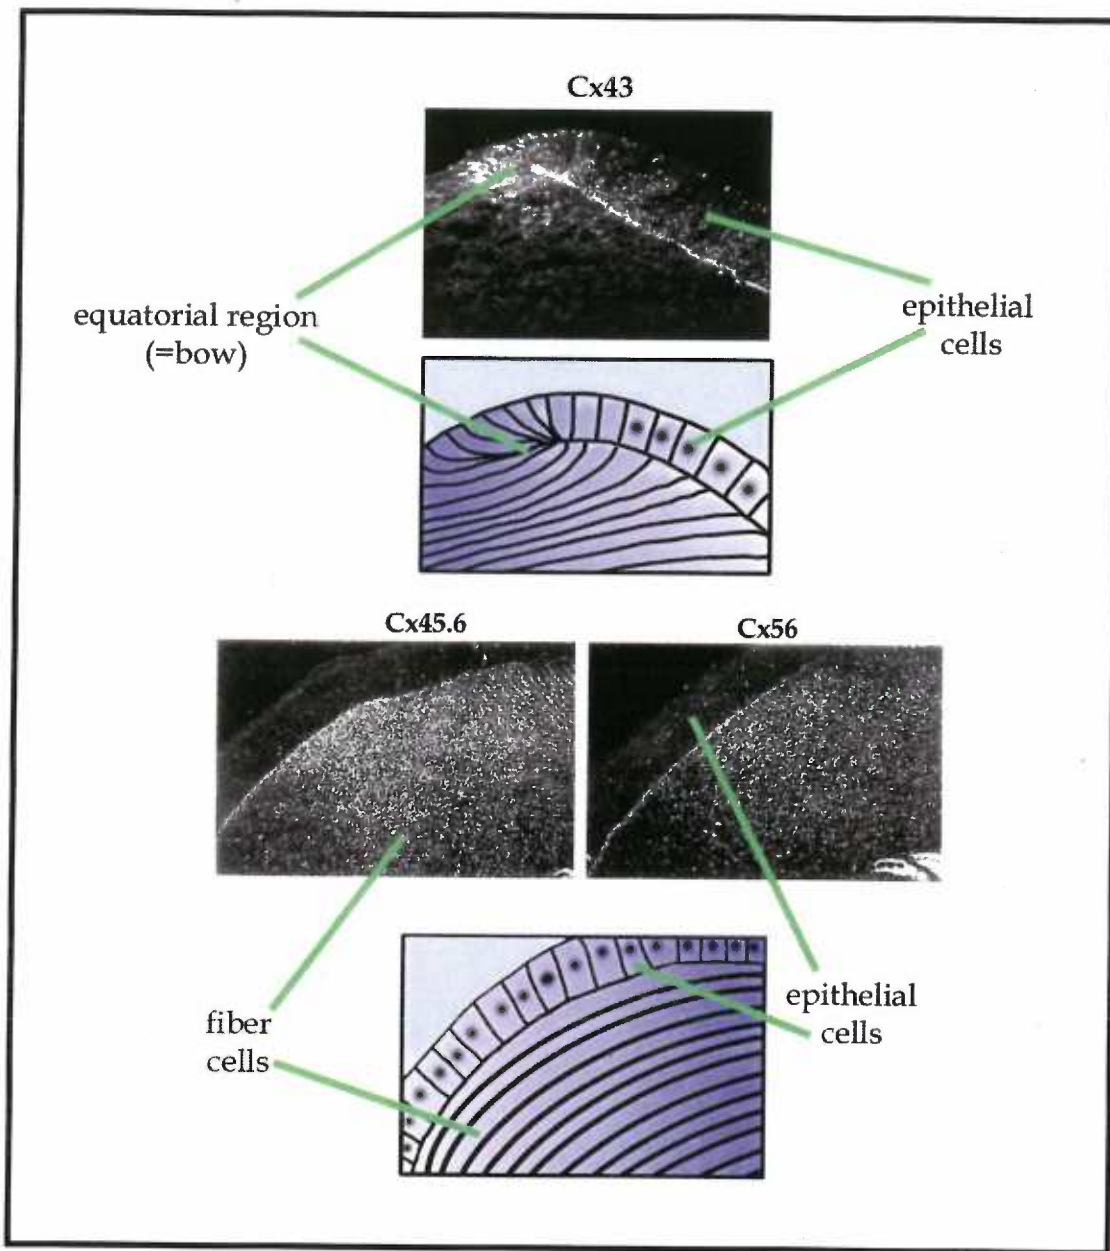 Cx43
equatorial region
(=bow)
epithelial
cells
Cx45.6
Cx56
fiber
cells
epithelial
cells